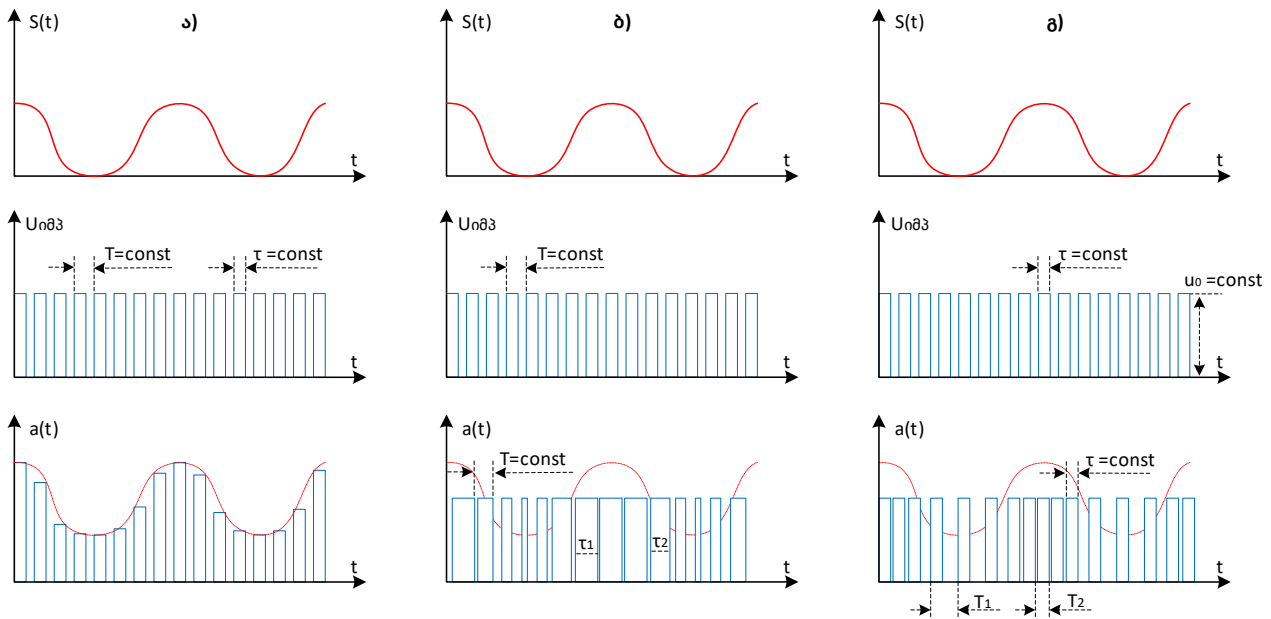 S(t)
ა)
t
Uიმპ
T=const
τ =const
t
a(t)
t
S(t)
ბ)
t
Uიმპ
T=const
t
a(t)
T=const
τ1
τ2
t
S(t)
გ)
t
Uიმპ
τ =const
u0 =const
t
a(t)
τ =const
t
T1
T2